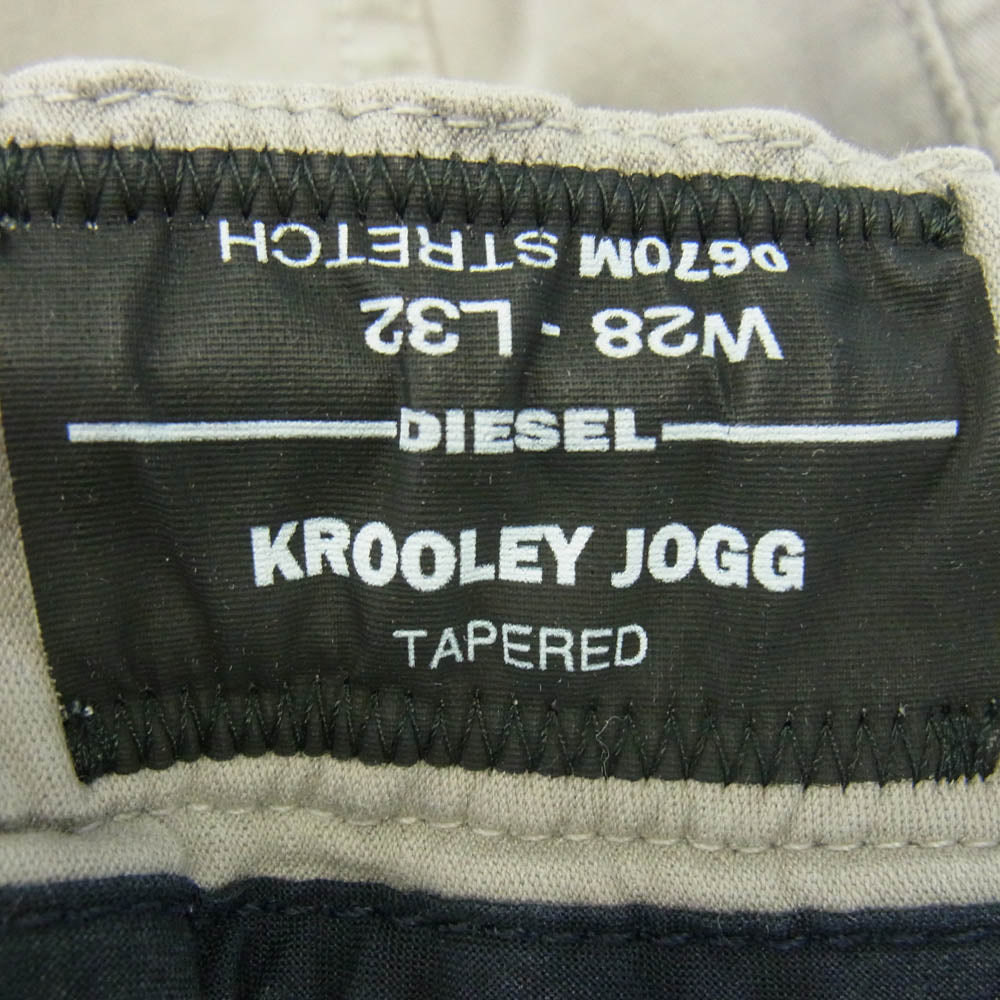 0670M STRETCH
W28 - L32
DIESEL
KROOLEY JOGG
TAPERED